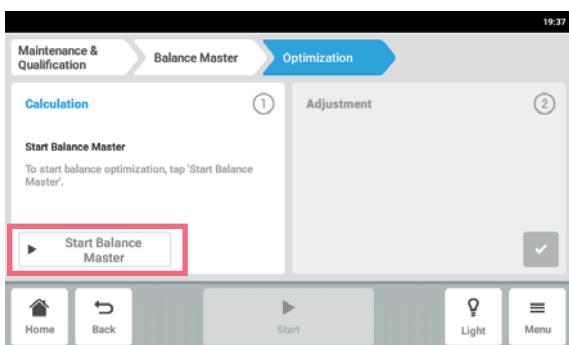 19:37
Maintenance &
Qualification
Balance Master
Optimization
Calculation
1
Start Balance Master
To start balance optimization, tap 'Start Balance
Master'.
Start Balance
Master
Adjustment
2
Home
Back
Start
Light
Menu